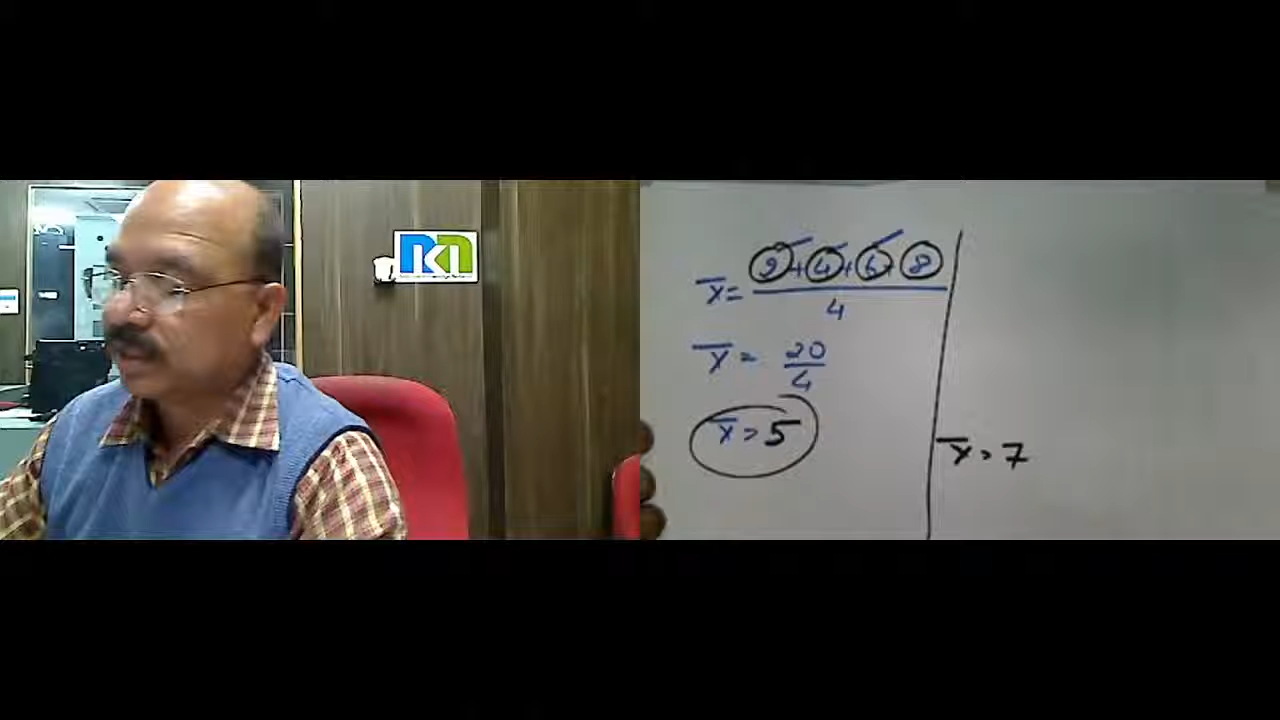 x̄ = 2+4+6+8
4
x̄ = 20
4
x̄ = 5
x̄ = 7